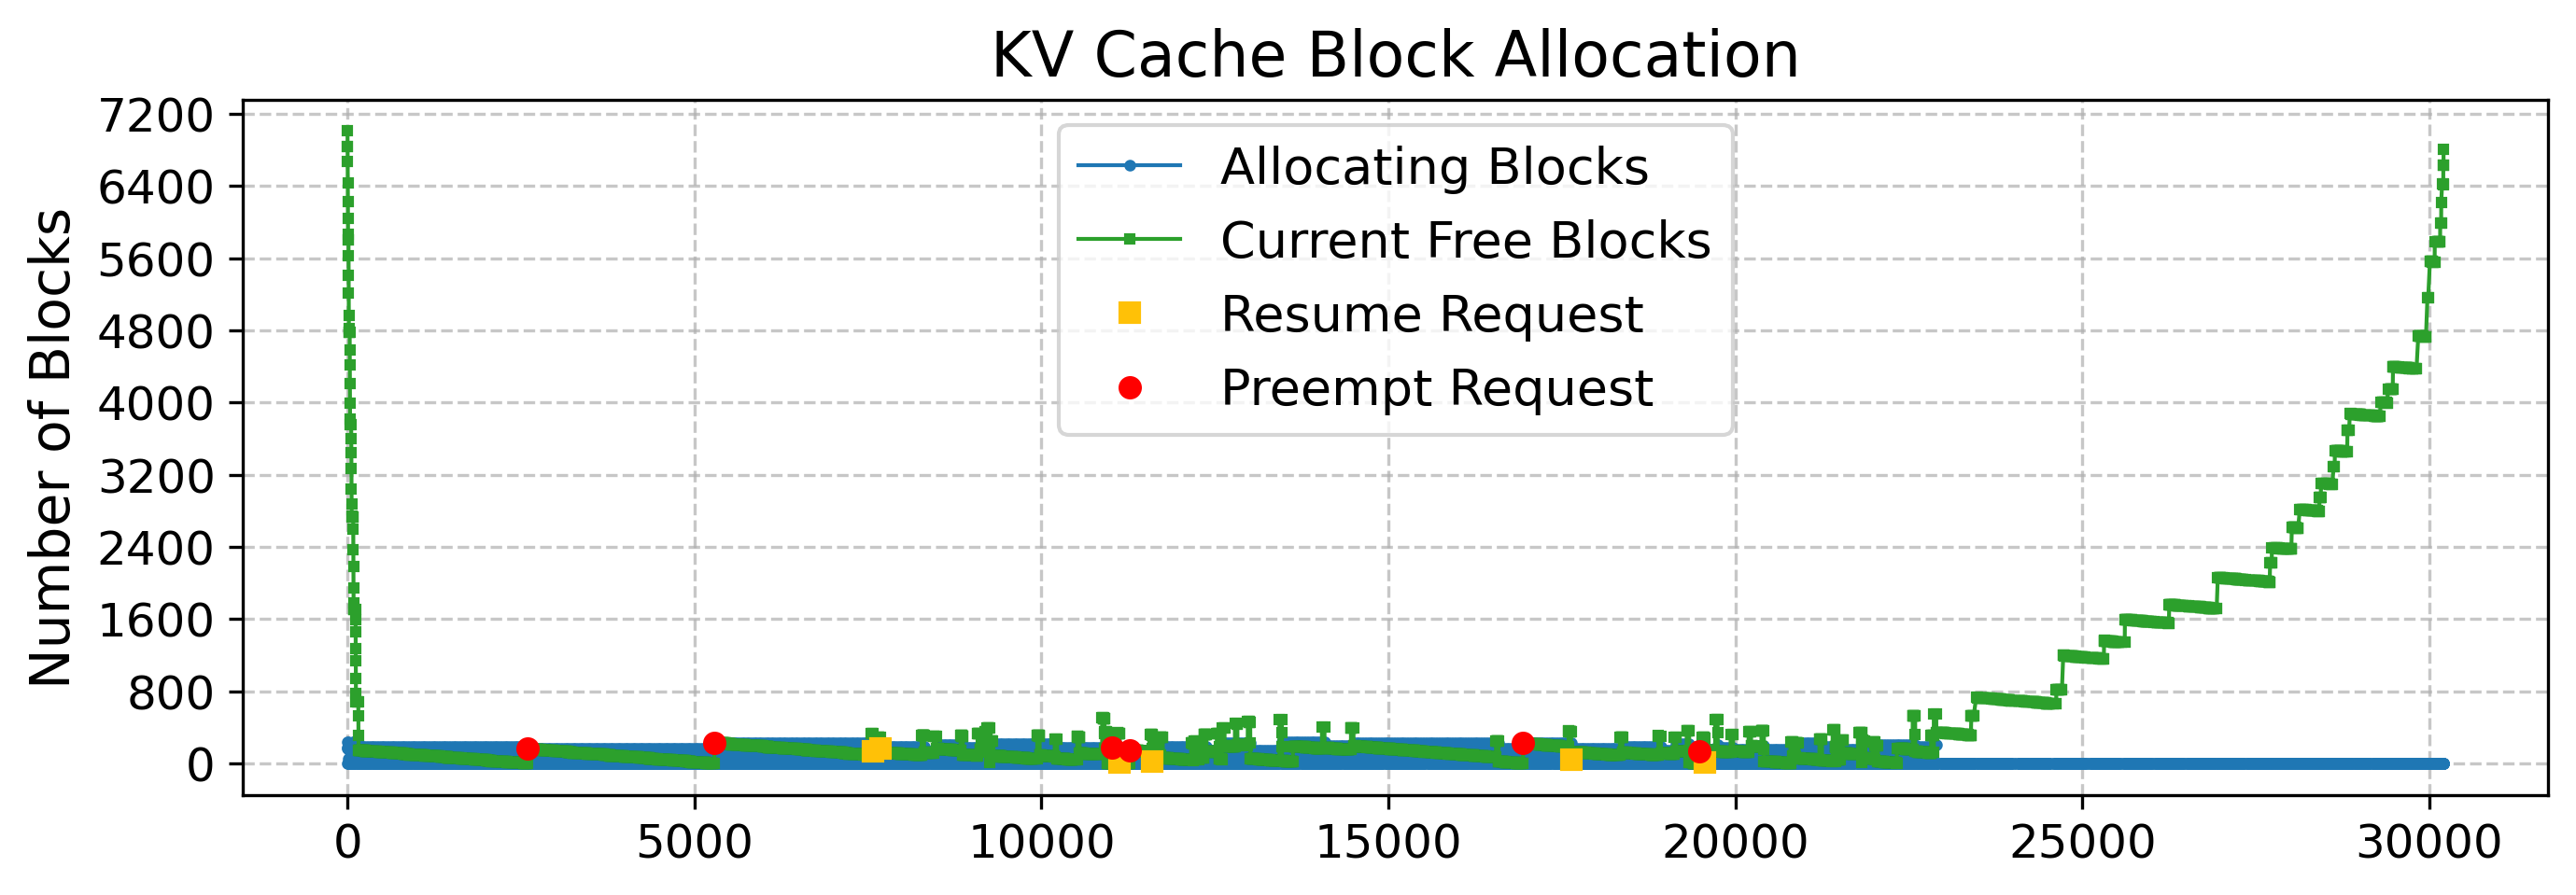 KV Cache Block Allocation
Number of Blocks
7200
6400
5600
4800
4000
3200
2400
1600
800
0
Allocating Blocks
Current Free Blocks
Resume Request
Preempt Request
0 5000 10000 15000 20000 25000 30000